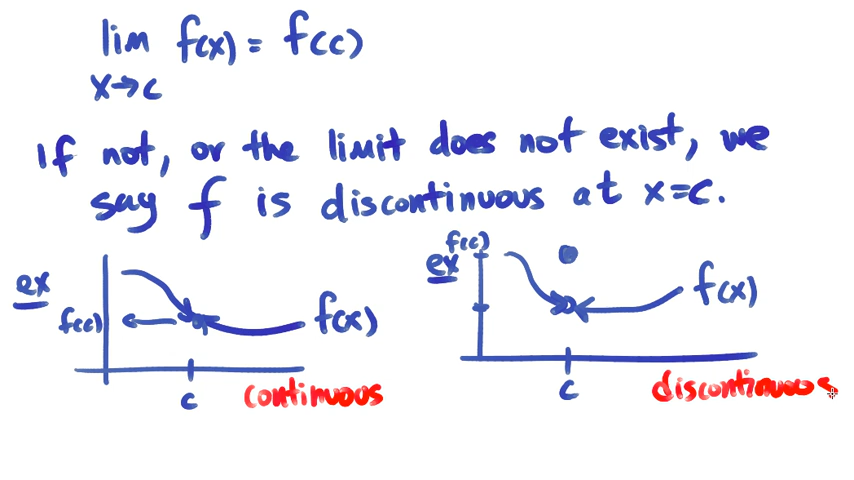 lim f(x) = f(c)
x→c
If not, or the limit does not exist, we
say f is discontinuous at x=c.
ex
f(c)
f(x)
c
continuous
ex
f(c)
f(x)
c
discontinuous